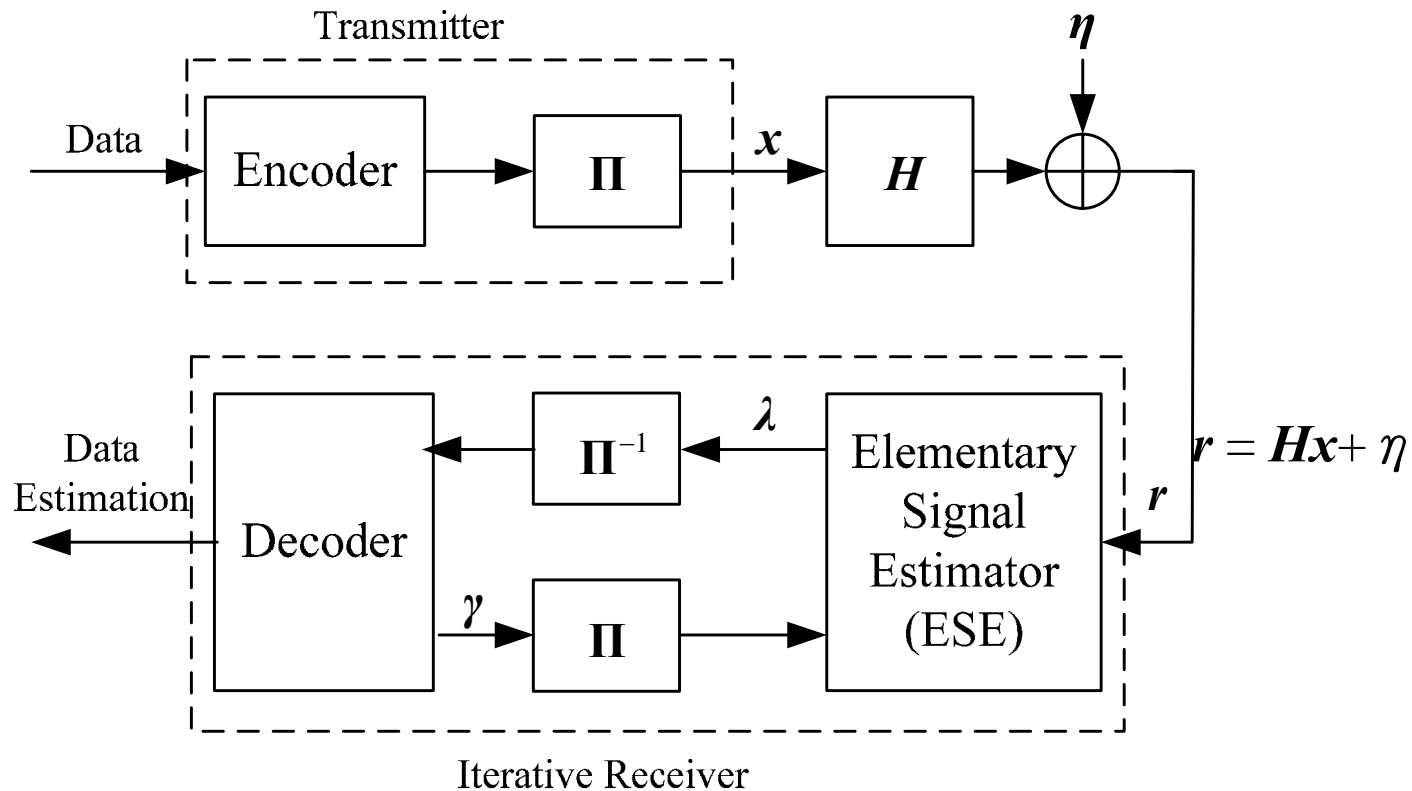 Transmitter
η
Data
Encoder
Π
x
H
Data
Estimation
Decoder
Π⁻¹
λ
Elementary
Signal
Estimator
(ESE)
r = Hx+ η
r
γ
Π
Iterative Receiver